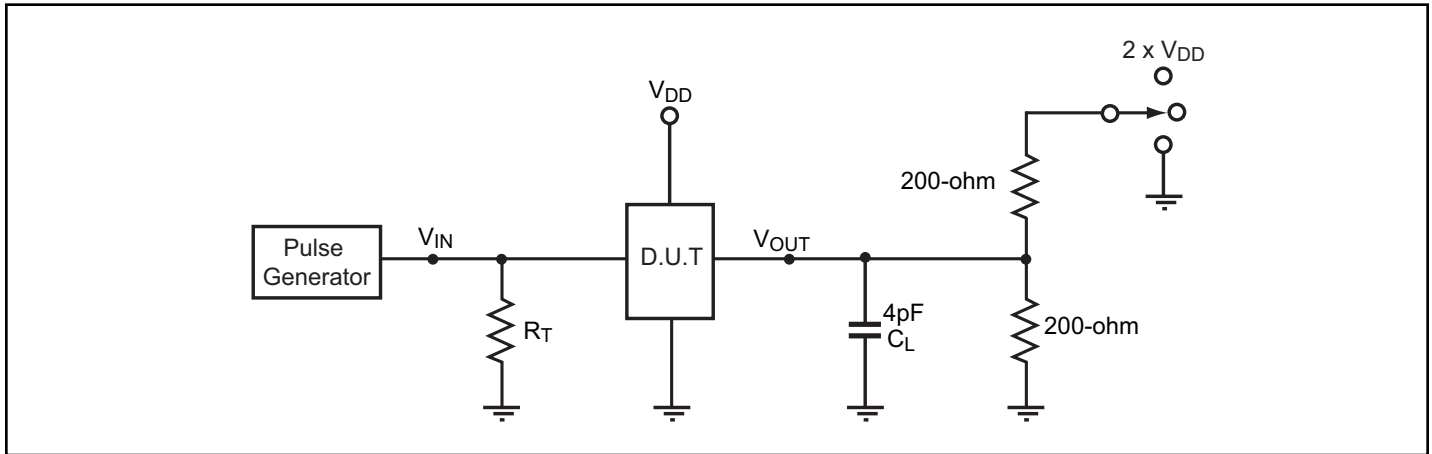 2 x VDD
VDD
200-ohm
Pulse
Generator
VIN
D.U.T
VOUT
RT
4pF
CL
200-ohm